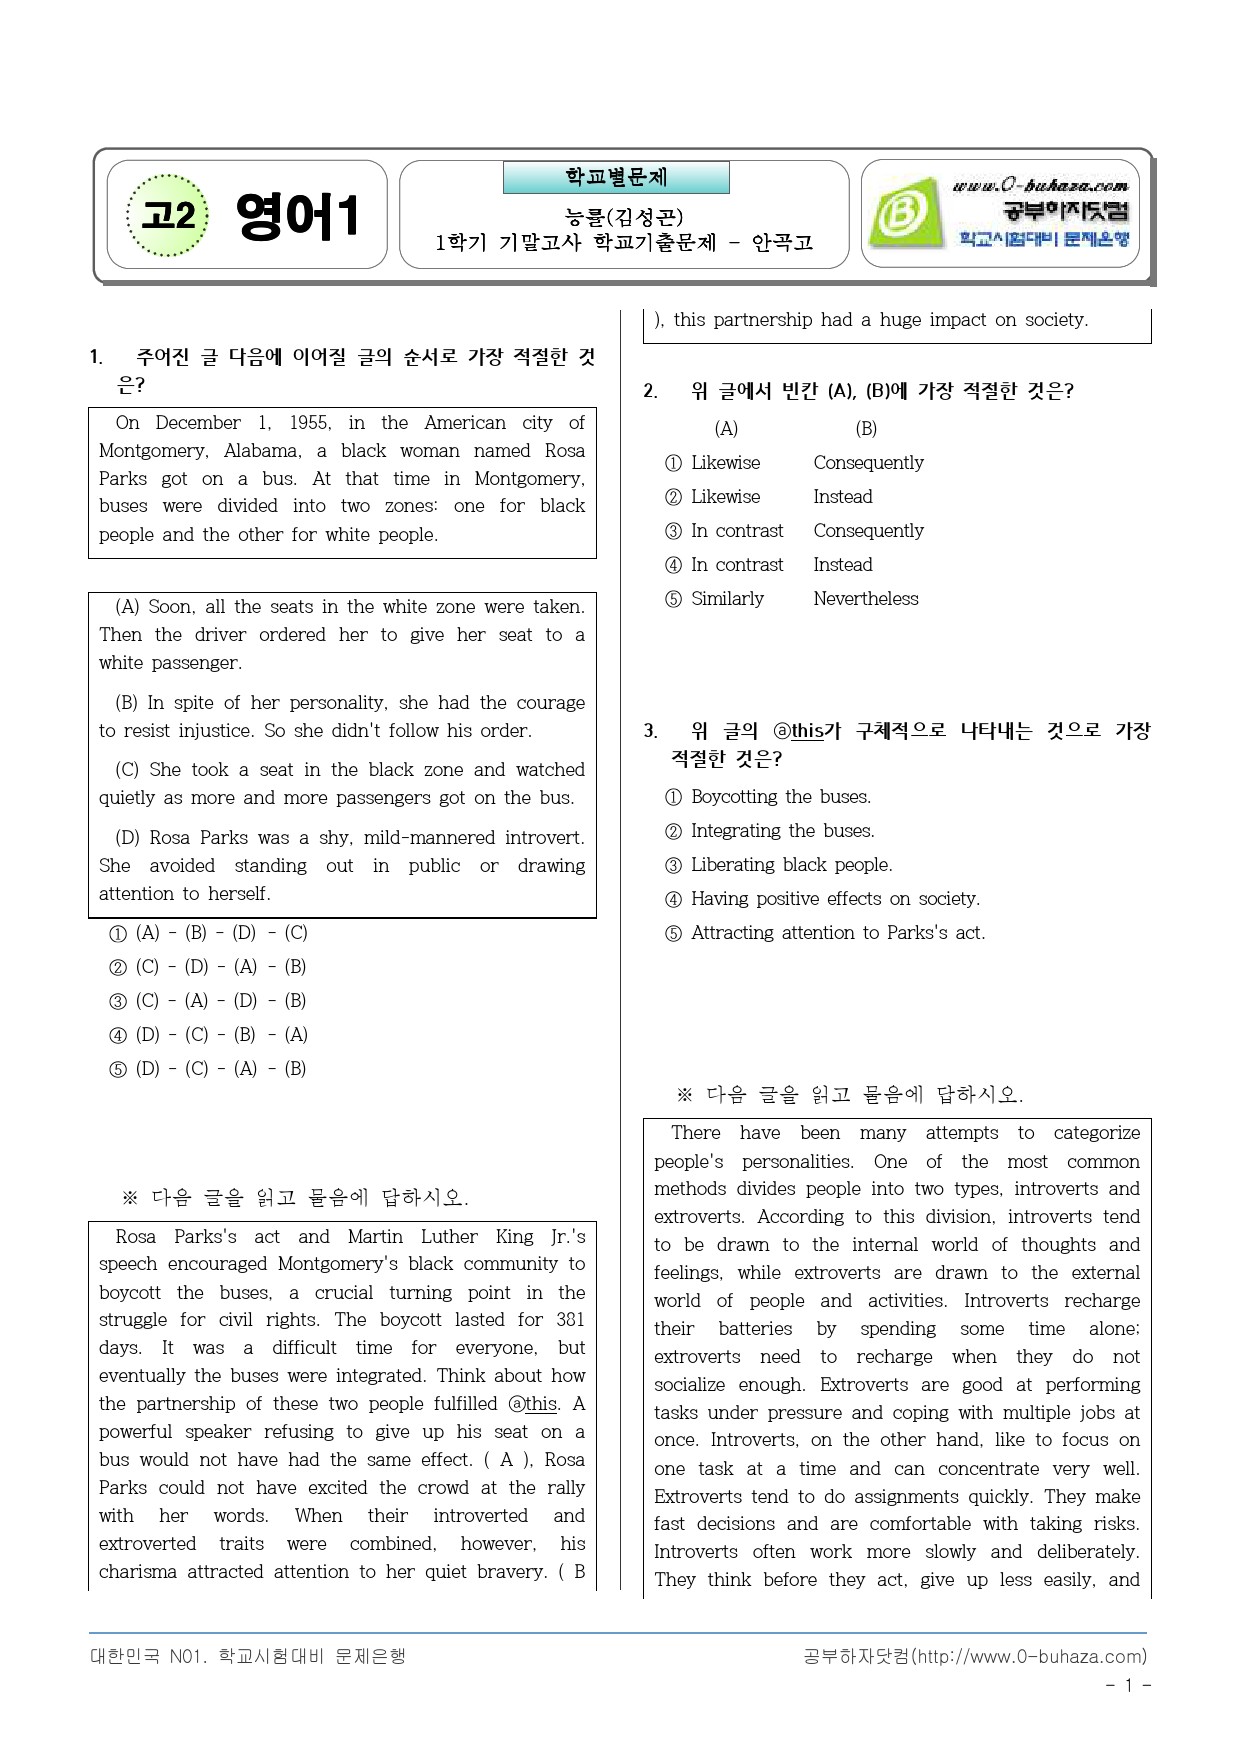 고2
영어1
학교별문제
능률(김성곤)
1학기 기말고사 학교기출문제 - 안곡고
www.0-buhaza.com
공부하자닷컴
학교시험대비 문제은행
B
1. 주어진 글 다음에 이어질 글의 순서로 가장 적절한 것
은?
On December 1, 1955, in the American city of
Montgomery, Alabama, a black woman named Rosa
Parks got on a bus. At that time in Montgomery,
buses were divided into two zones: one for black
people and the other for white people.
(A) Soon, all the seats in the white zone were taken.
Then the driver ordered her to give her seat to a
white passenger.
(B) In spite of her personality, she had the courage
to resist injustice. So she didn't follow his order.
(C) She took a seat in the black zone and watched
quietly as more and more passengers got on the bus.
(D) Rosa Parks was a shy, mild-mannered introvert.
She avoided standing out in public or drawing
attention to herself.
① (A) - (B) - (D) - (C)
② (C) - (D) - (A) - (B)
③ (C) - (A) - (D) - (B)
④ (D) - (C) - (B) - (A)
⑤ (D) - (C) - (A) - (B)
※ 다음 글을 읽고 물음에 답하시오.
Rosa Parks's act and Martin Luther King Jr.'s
speech encouraged Montgomery's black community to
boycott the buses, a crucial turning point in the
struggle for civil rights. The boycott lasted for 381
days. It was a difficult time for everyone, but
eventually the buses were integrated. Think about how
the partnership of these two people fulfilled ⓐthis. A
powerful speaker refusing to give up his seat on a
bus would not have had the same effect. ( A ), Rosa
Parks could not have excited the crowd at the rally
with her words. When their introverted and
extroverted traits were combined, however, his
charisma attracted attention to her quiet bravery. ( B
), this partnership had a huge impact on society.
2. 위 글에서 빈칸 (A), (B)에 가장 적절한 것은?
(A) (B)
① Likewise Consequently
② Likewise Instead
③ In contrast Consequently
④ In contrast Instead
⑤ Similarly Nevertheless
3. 위 글의 ⓐthis가 구체적으로 나타내는 것으로 가장
적절한 것은?
① Boycotting the buses.
② Integrating the buses.
③ Liberating black people.
④ Having positive effects on society.
⑤ Attracting attention to Parks's act.
※ 다음 글을 읽고 물음에 답하시오.
There have been many attempts to categorize
people's personalities. One of the most common
methods divides people into two types, introverts and
extroverts. According to this division, introverts tend
to be drawn to the internal world of thoughts and
feelings, while extroverts are drawn to the external
world of people and activities. Introverts recharge
their batteries by spending some time alone;
extroverts need to recharge when they do not
socialize enough. Extroverts are good at performing
tasks under pressure and coping with multiple jobs at
once. Introverts, on the other hand, like to focus on
one task at a time and can concentrate very well.
Extroverts tend to do assignments quickly. They make
fast decisions and are comfortable with taking risks.
Introverts often work more slowly and deliberately.
They think before they act, give up less easily, and
대한민국 N01. 학교시험대비 문제은행
공부하자닷컴(http://www.0-buhaza.com)
- 1 -